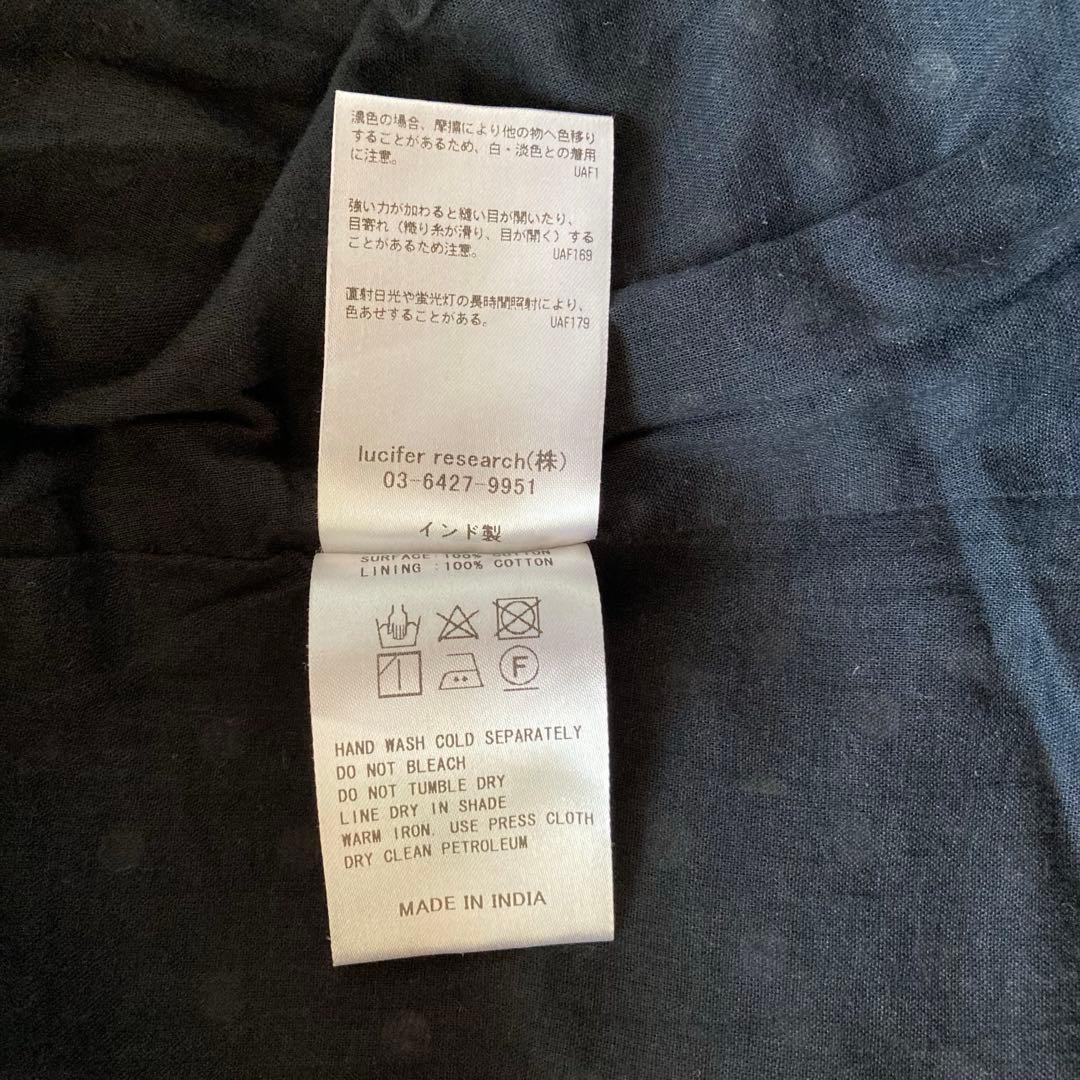 濃色の場合、摩擦により他の物へ色移り
することがあるため、白・淡色との着用
に注意。
UAF1
強い力が加わると縫い目が開いたり、
目寄れ（織り糸が滑り、目が開く）する
ことがあるため注意。 UAF169
直射日光や蛍光灯の長時間照射により、
色あせすることがある。 UAF179
lucifer research(株)
03-6427-9951
インド製
SURFACE:100% COTTON
LINING :100% COTTON
F
HAND WASH COLD SEPARATELY
DO NOT BLEACH
DO NOT TUMBLE DRY
LINE DRY IN SHADE
WARM IRON. USE PRESS CLOTH
DRY CLEAN PETROLEUM
MADE IN INDIA